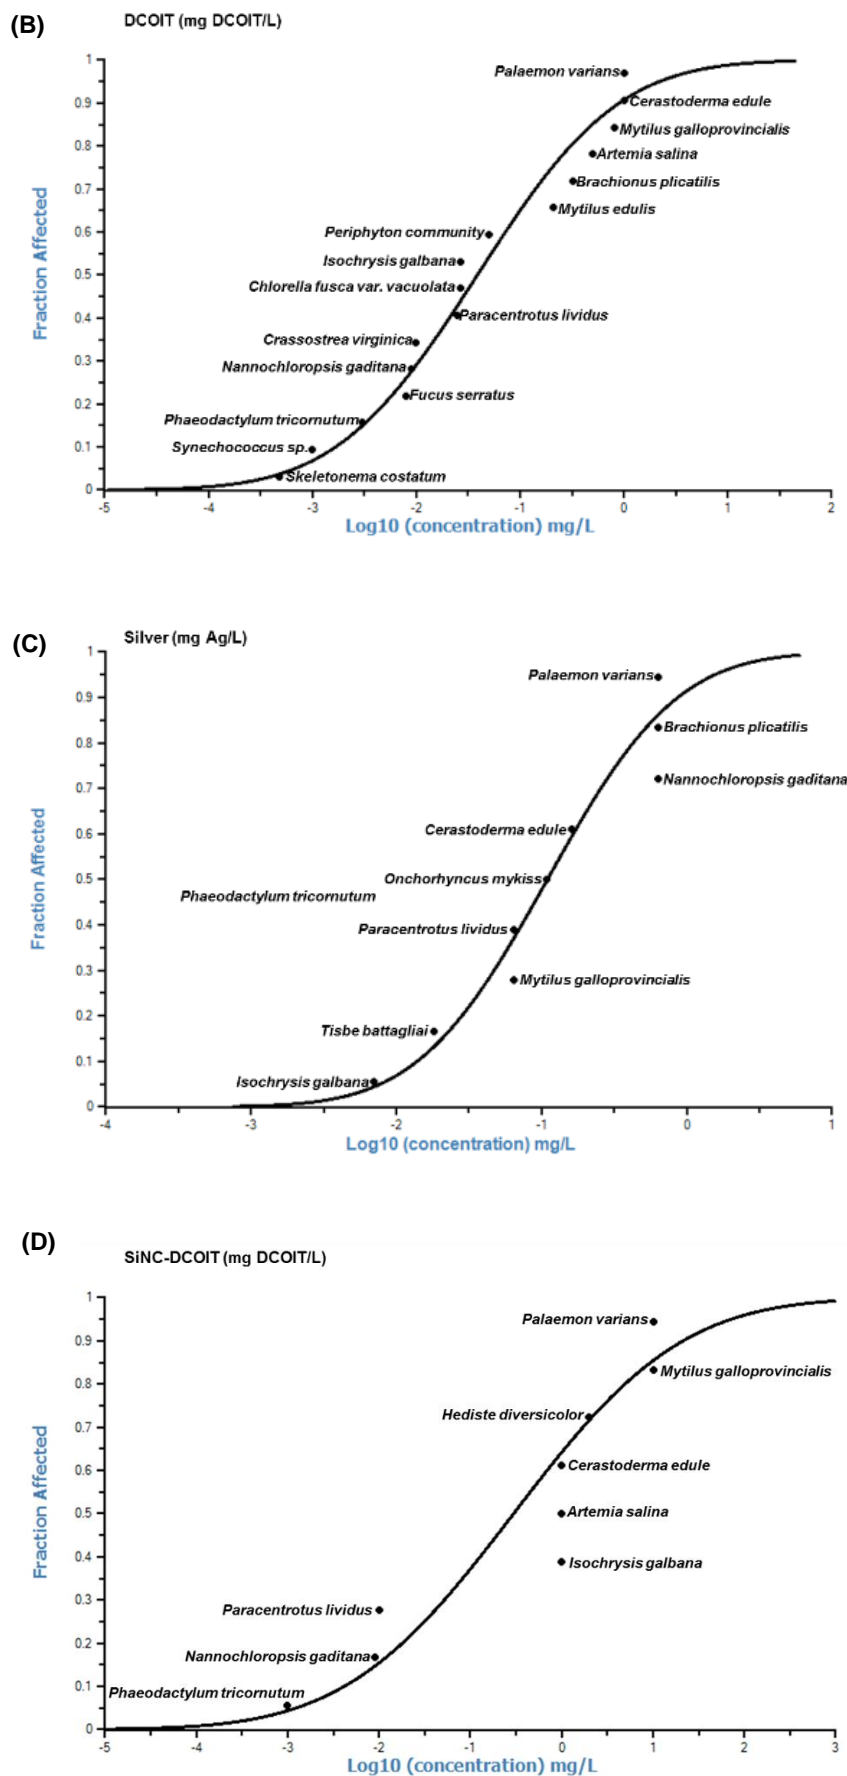 (B)
DCOIT (mg DCOIT/L)
1
Palaemon varians
0.9
Cerastoderma edule
Mytilus galloprovincialis
0.8
Artemia salina
Brachionus plicatilis
0.7
Mytilus edulis
0.6
Periphyton community
Isochrysis galbana
0.5
Chlorella fusca var. vacuolata
0.4
Paracentrotus lividus
Crassostrea virginica
0.3
Nannochloropsis gaditana
Fucus serratus
0.2
Phaeodactylum tricornutum
0.1
Synechococcus sp.
Skeletonema costatum
0
Fraction Affected
-5 -4 -3 -2 -1 0 1 2
Log10 (concentration) mg/L
(C)
Silver (mg Ag/L)
1
Palaemon varians
0.9
Brachionus plicatilis
0.8
Nannochloropsis gaditana
0.7
0.6
Cerastoderma edule
0.5
Onchorhyncus mykiss
Phaeodactylum tricornutum
0.4
Paracentrotus lividus
0.3
Mytilus galloprovincialis
0.2
Tisbe battagliai
0.1
Isochrysis galbana
0
Fraction Affected
-4 -3 -2 -1 0 1
Log10 (concentration) mg/L
(D)
SiNC-DCOIT (mg DCOIT/L)
1
Palaemon varians
0.9
Mytilus galloprovincialis
0.8
Hediste diversicolor
0.7
0.6
Cerastoderma edule
0.5
Artemia salina
0.4
Isochrysis galbana
0.3
Paracentrotus lividus
0.2
Nannochloropsis gaditana
0.1
Phaeodactylum tricornutum
0
Fraction Affected
-5 -4 -3 -2 -1 0 1 2 3
Log10 (concentration) mg/L